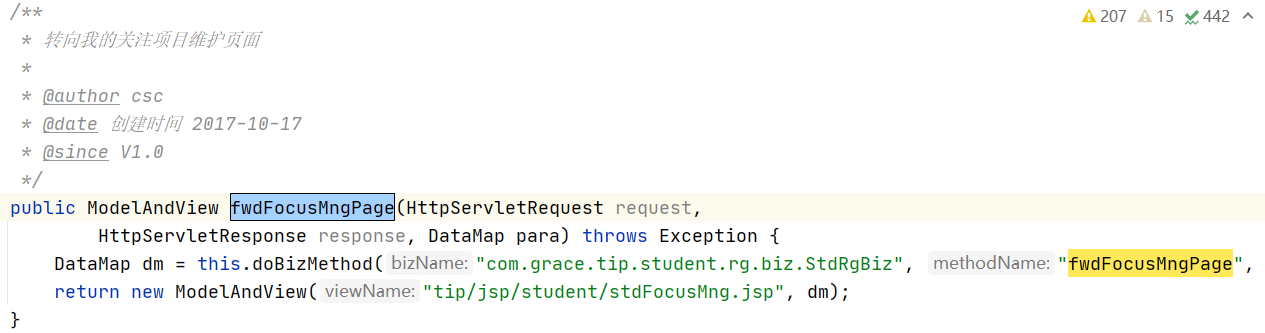 /**
207 15 442
* 转向我的关注项目维护页面
*
* @author csc
* @date 创建时间 2017-10-17
* @since V1.0
*/
public ModelAndView fwdFocusMngPage(HttpServletRequest request,
HttpServletResponse response, DataMap para) throws Exception {
DataMap dm = this.doBizMethod( bizName: "com.grace.tip.student.rg.biz.StdRgBiz", methodName: "fwdFocusMngPage",
return new ModelAndView( viewName: "tip/jsp/student/stdFocusMng.jsp", dm);
}